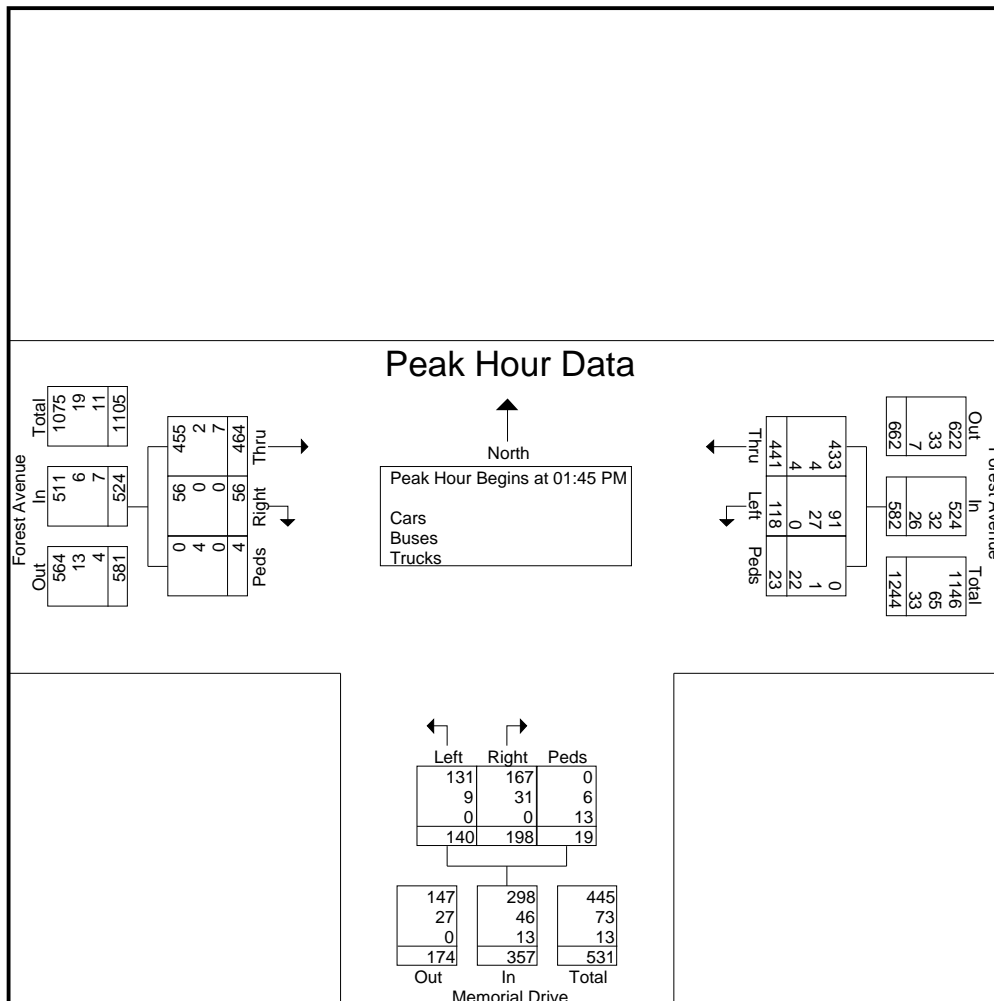 Peak Hour Data
North
Peak Hour Begins at 01:45 PM
Cars
Buses
Trucks
Forest Avenue
Total
1075
19
11
1105
In
511
6
7
524
Out
564
13
4
581
Thru
455
2
7
464
Right
56
0
0
56
Peds
0
4
0
4
Forest Avenue
Out
622
33
7
662
In
524
32
26
582
Total
1146
65
33
1244
Thru
433
4
4
441
Left
91
27
0
118
Peds
0
1
22
23
Left Right Peds
131 167 0
9 31 6
0 0 13
140 198 19
147 298 445
27 46 73
0 13 13
174 357 531
Out In Total
Memorial Drive